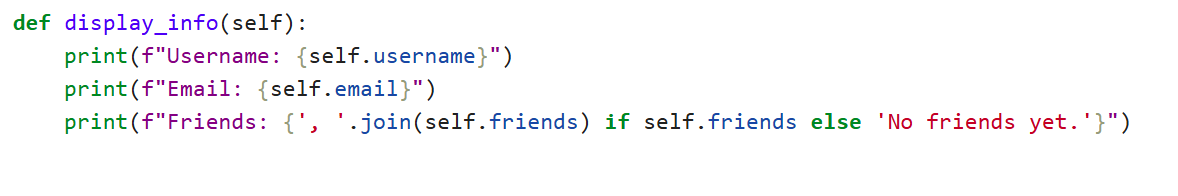 def display_info(self):
    print(f"Username: {self.username}")
    print(f"Email: {self.email}")
    print(f"Friends: {', '.join(self.friends) if self.friends else 'No friends yet.'}")